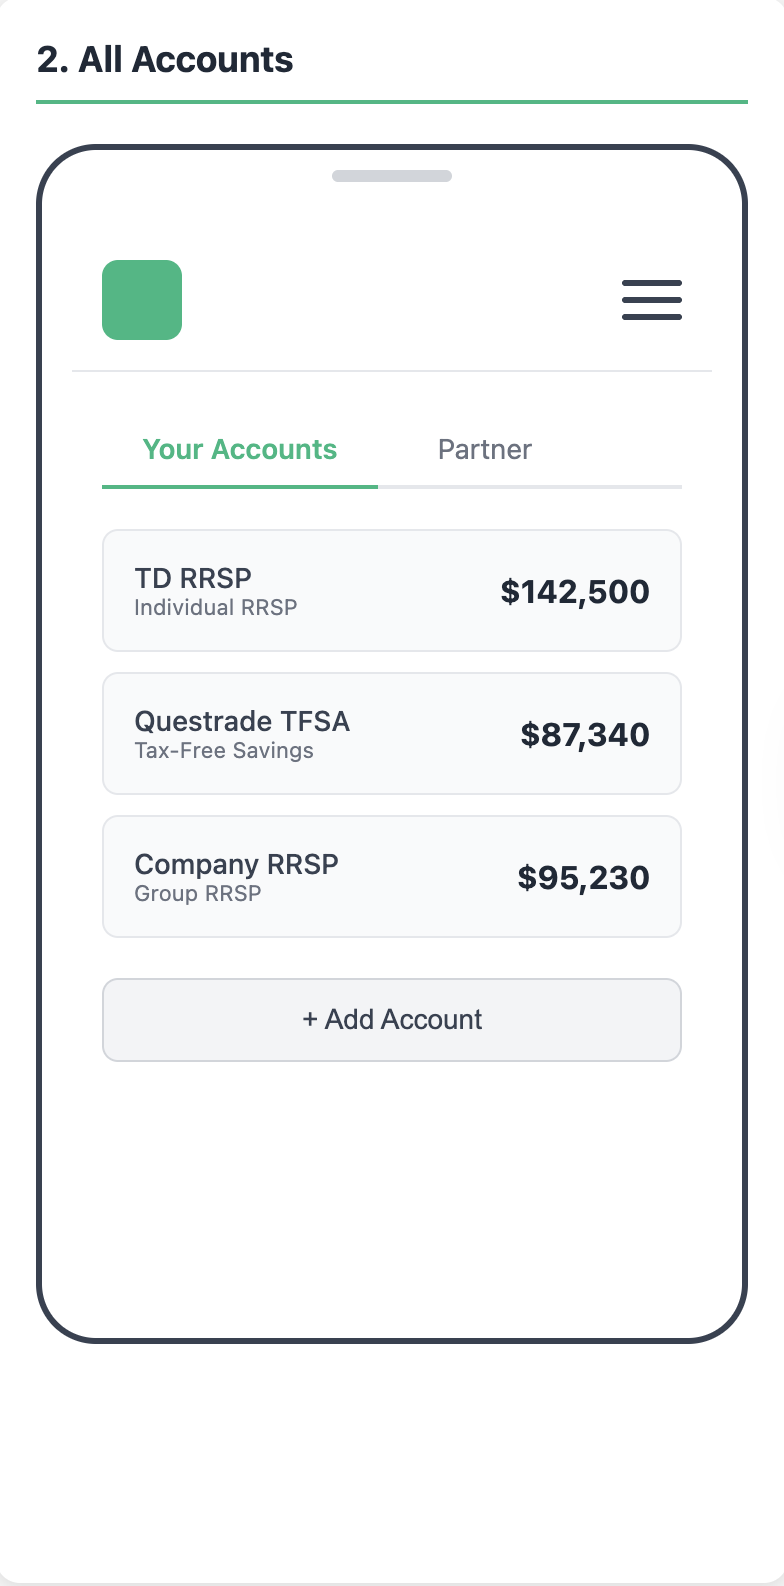 2. All Accounts
Your Accounts
Partner
TD RRSP
Individual RRSP
$142,500
Questrade TFSA
Tax-Free Savings
$87,340
Company RRSP
Group RRSP
$95,230
+ Add Account